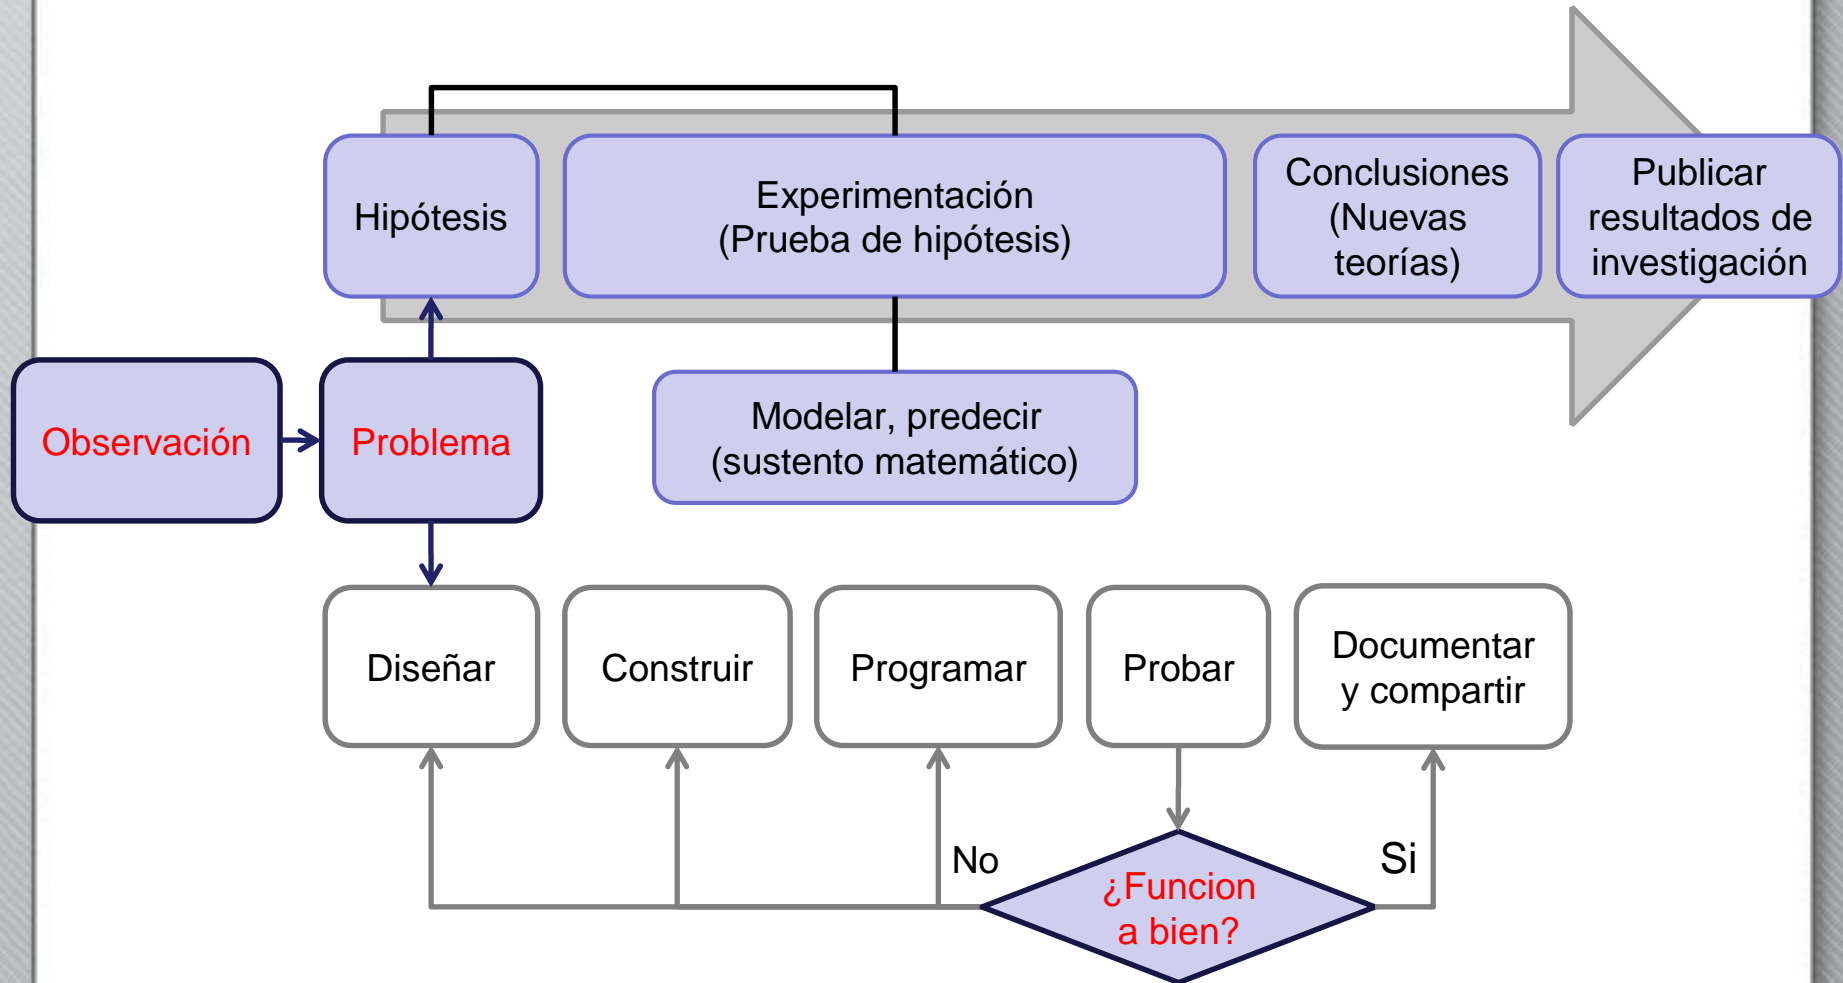 Hipótesis
Experimentación
(Prueba de hipótesis)
Conclusiones
(Nuevas
teorías)
Publicar
resultados de
investigación
Observación
Problema
Modelar, predecir
(sustento matemático)
Diseñar
Construir
Programar
Probar
Documentar
y compartir
No
Si
¿Funcion
a bien?